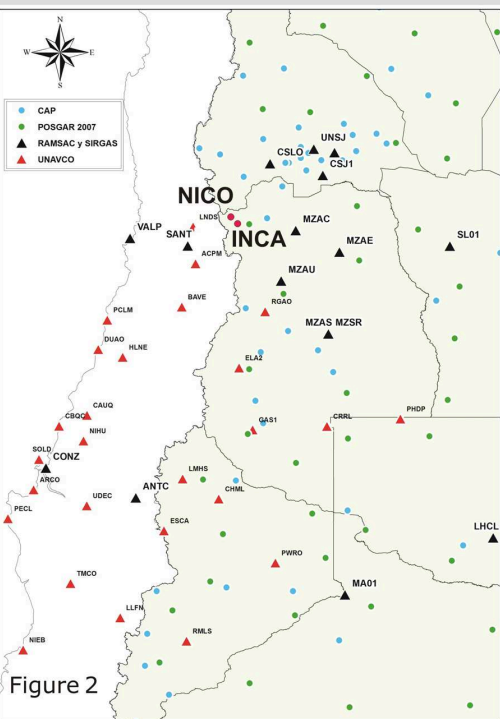 N
W
E
S
CAP
POSGAR 2007
RAMSAC y SIRGAS
UNAVCO
UNSJ
CSLO
CSJ1
NICO
LNDS
INCA
MZAC
VALP
SANT
MZAE
SL01
ACPM
MZAU
BAVE
RGAO
PCLM
MZAS MZSR
DUAO
HLNE
ELA2
CAUQ
PHDP
CBQC
GAS1
CRRL
NIHU
SOLD
CONZ
LMHS
ARCO
ANTC
CHML
UDEC
PECL
ESCA
LHCL
PWRO
TMCO
MA01
LLFN
RMLS
NIEB
Figure 2